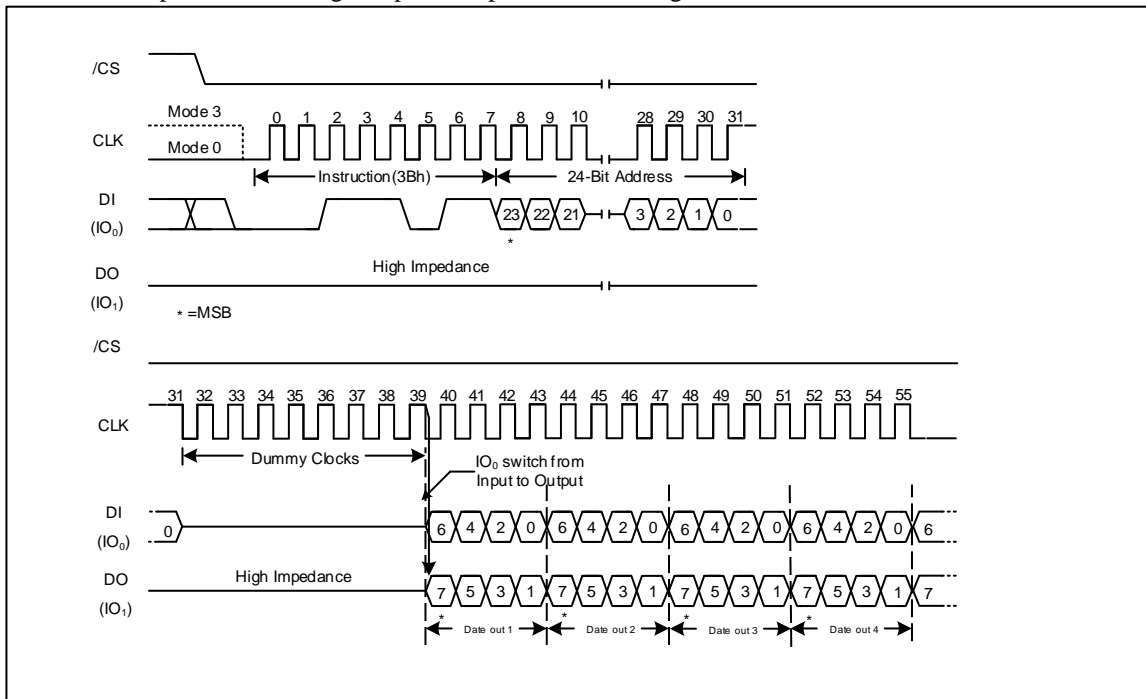 /CS
Mode 3
0 1 2 3 4 5 6 7 8 9 10 28 29 30 31
CLK
Mode 0
Instruction(3Bh) 24-Bit Address
DI
(IO₀)
23 22 21 3 2 1 0
*
DO
(IO₁)
High Impedance
* =MSB
/CS
31 32 33 34 35 36 37 38 39 40 41 42 43 44 45 46 47 48 49 50 51 52 53 54 55
CLK
Dummy Clocks
IO₀ switch from
Input to Output
DI
(IO₀)
0 6 4 2 0 6 4 2 0 6 4 2 0 6 4 2 0 6
DO
(IO₁)
High Impedance 7 5 3 1 7 5 3 1 7 5 3 1 7 5 3 1 7
* * * *
Date out 1 Date out 2 Date out 3 Date out 4